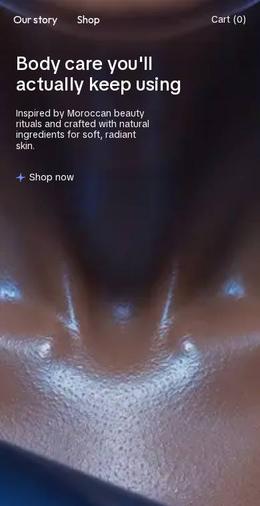 Our story Shop Cart (0)
Body care you'll
actually keep using
Inspired by Moroccan beauty
rituals and crafted with natural
ingredients for soft, radiant
skin.
Shop now